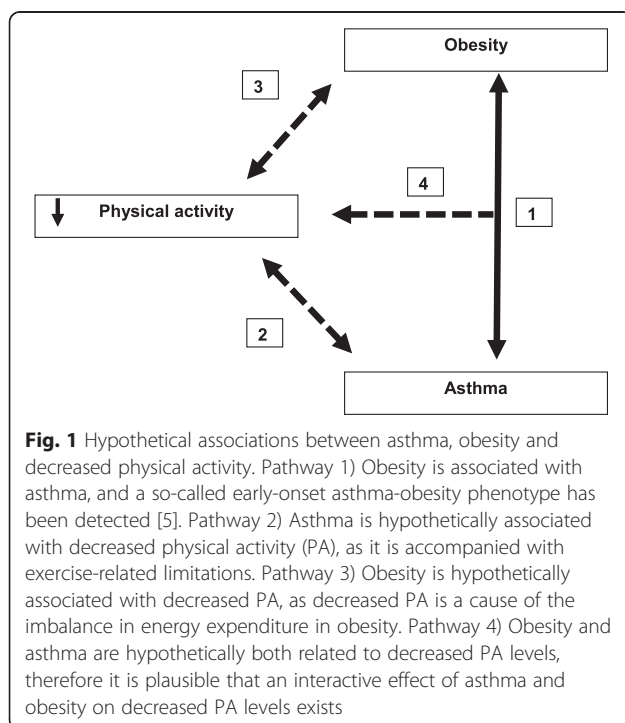 Obesity
3
4
↓ Physical activity
1
2
Asthma
Fig. 1 Hypothetical associations between asthma, obesity and
decreased physical activity. Pathway 1) Obesity is associated with
asthma, and a so-called early-onset asthma-obesity phenotype has
been detected [5]. Pathway 2) Asthma is hypothetically associated
with decreased physical activity (PA), as it is accompanied with
exercise-related limitations. Pathway 3) Obesity is hypothetically
associated with decreased PA, as decreased PA is a cause of the
imbalance in energy expenditure in obesity. Pathway 4) Obesity and
asthma are hypothetically both related to decreased PA levels,
therefore it is plausible that an interactive effect of asthma and
obesity on decreased PA levels exists